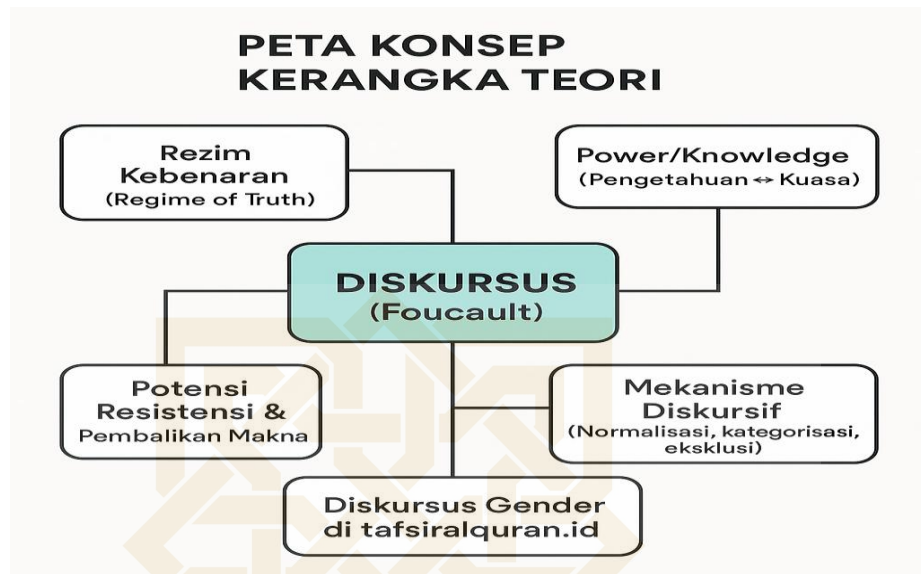 PETA KONSEP
KERANGKA TEORI
Rezim
Kebenaran
(Regime of Truth)
Power/Knowledge
(Pengetahuan ↔ Kuasa)
DISKURSUS
(Foucault)
Potensi
Resistensi &
Pembalikan Makna
Mekanisme
Diskursif
(Normalisasi, kategorisasi,
eksklusi)
Diskursus Gender
di tafsiralquran.id